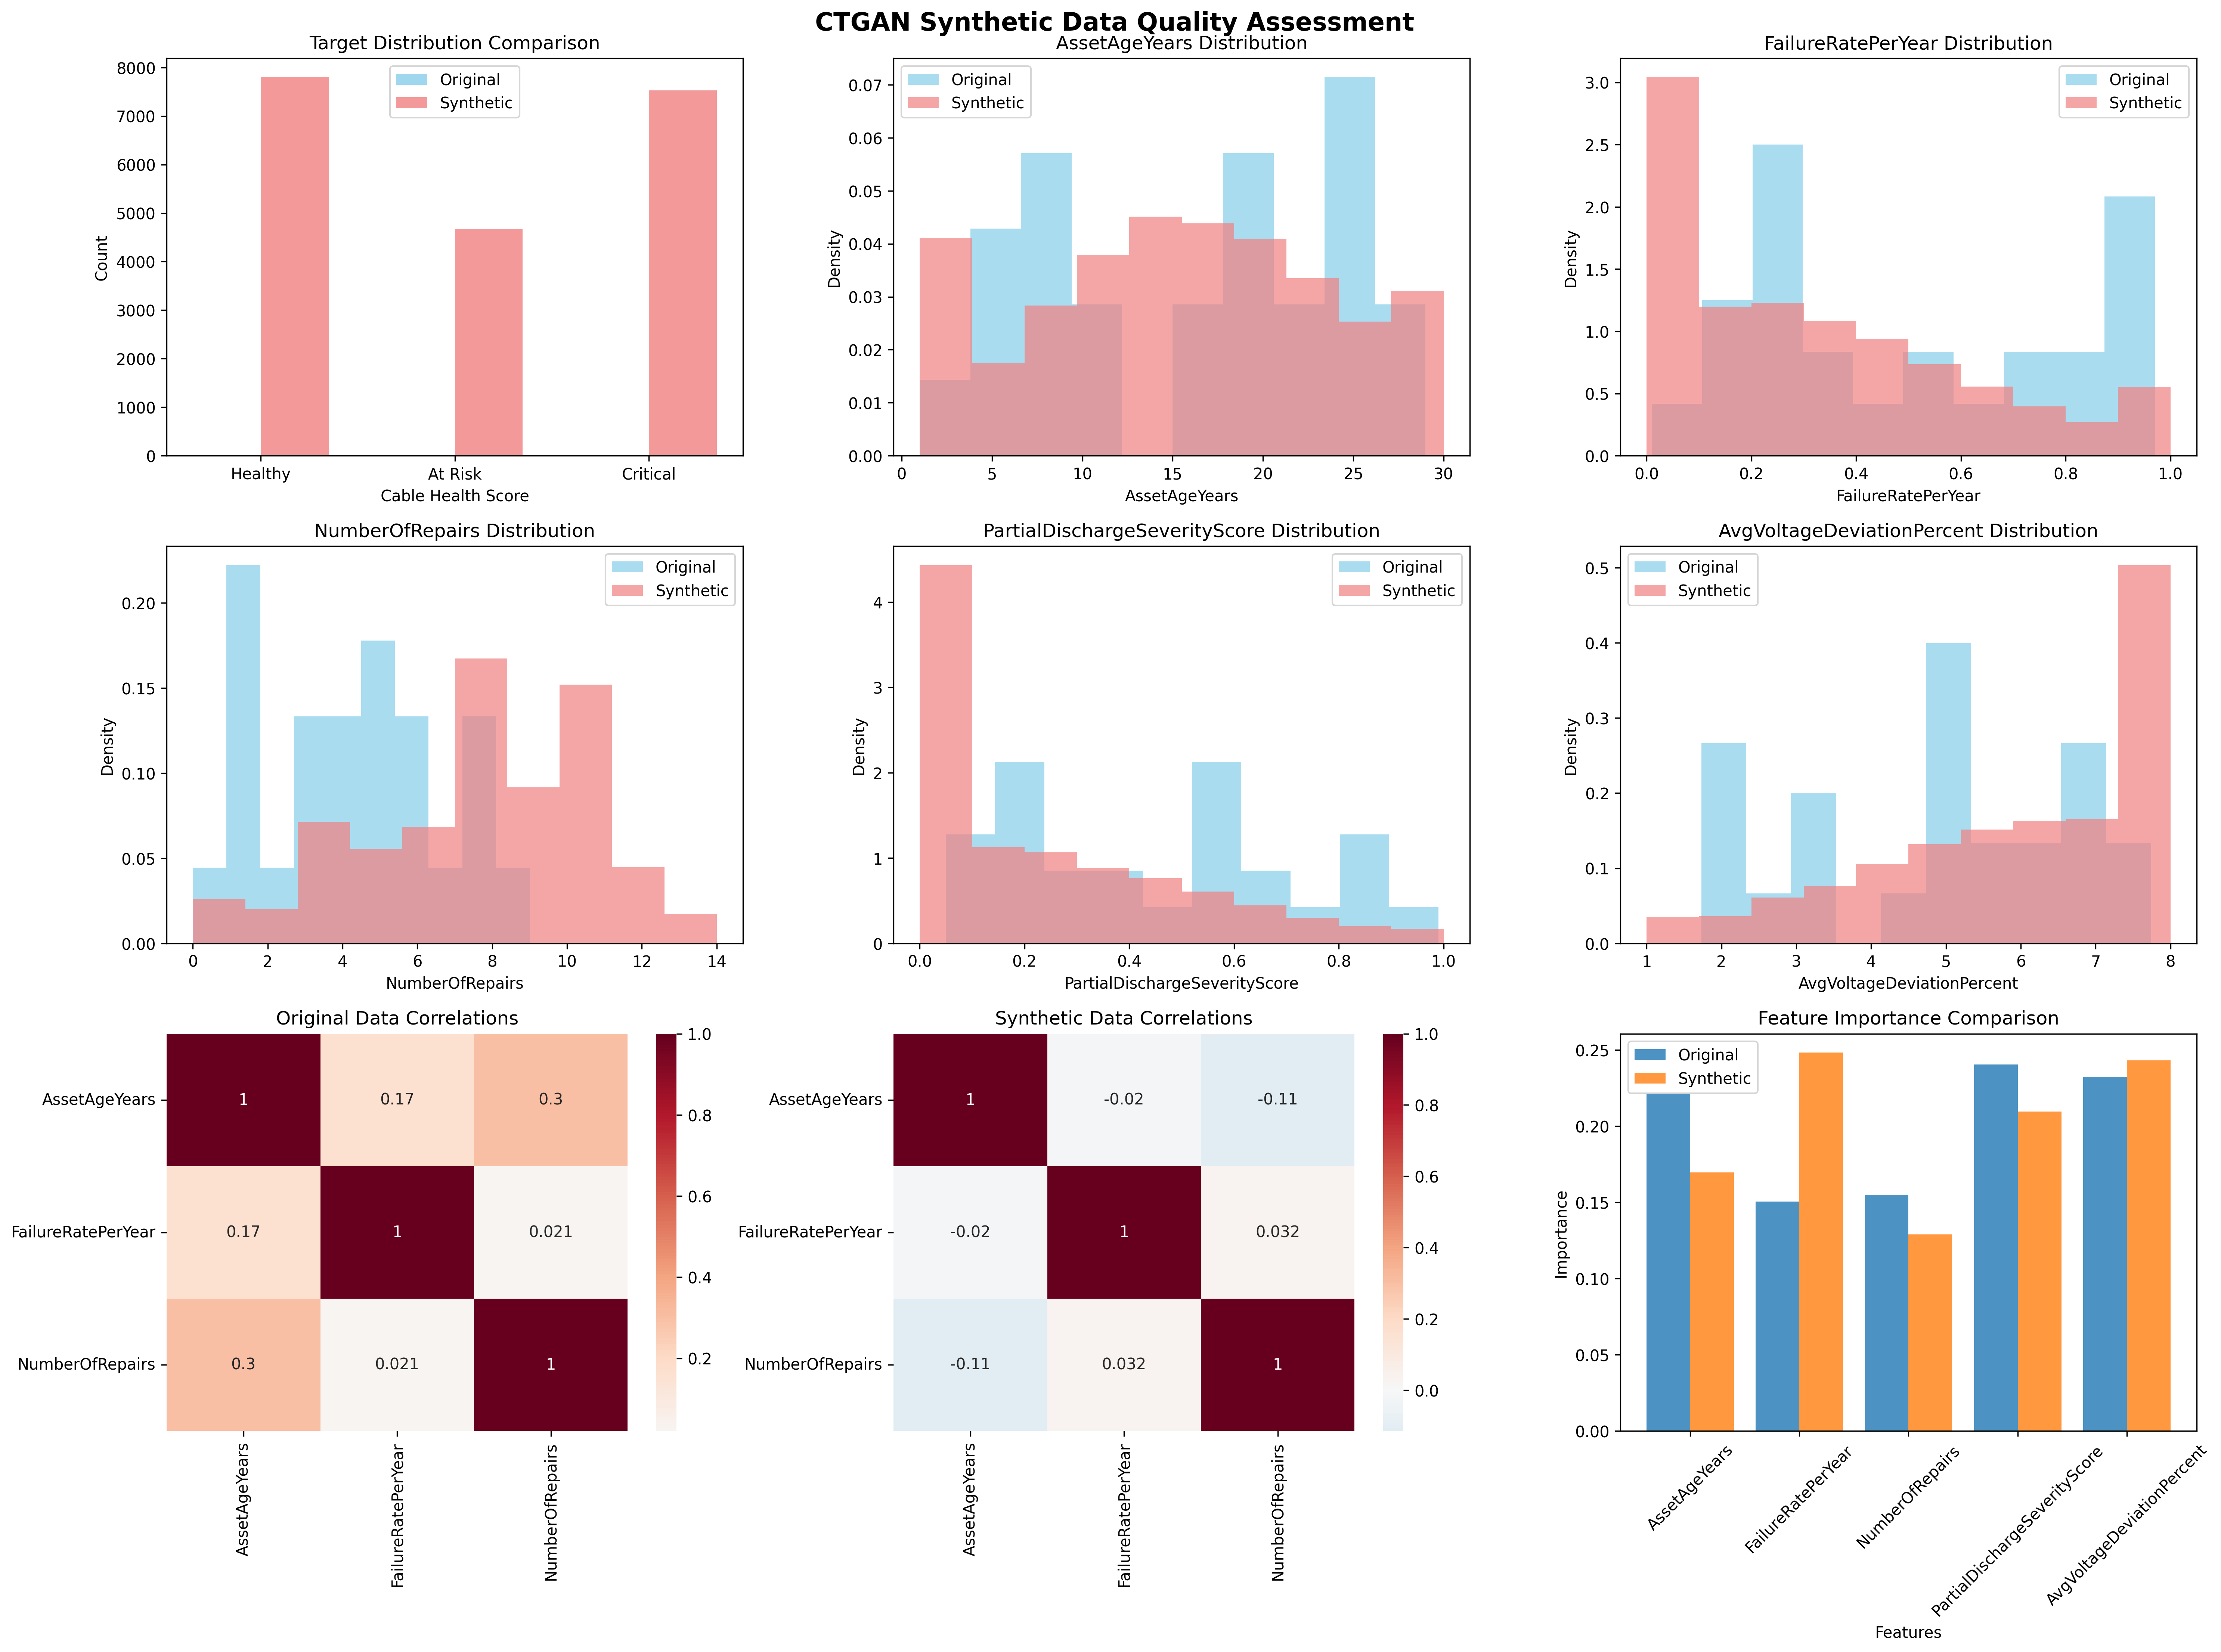 CTGAN Synthetic Data Quality Assessment
Target Distribution Comparison
8000
7000
6000
5000
4000
3000
2000
1000
0
Count
Original
Synthetic
Healthy
At Risk
Critical
Cable Health Score
AssetAgeYears Distribution
0.07
0.06
0.05
0.04
0.03
0.02
0.01
0.00
Density
Original
Synthetic
0
5
10
15
20
25
30
AssetAgeYears
FailureRatePerYear Distribution
3.0
2.5
2.0
1.5
1.0
0.5
0.0
Density
Original
Synthetic
0.0
0.2
0.4
0.6
0.8
1.0
FailureRatePerYear
NumberOfRepairs Distribution
0.20
0.15
0.10
0.05
0.00
Density
Original
Synthetic
0
2
4
6
8
10
12
14
NumberOfRepairs
PartialDischargeSeverityScore Distribution
4
3
2
1
0
Density
Original
Synthetic
0.0
0.2
0.4
0.6
0.8
1.0
PartialDischargeSeverityScore
AvgVoltageDeviationPercent Distribution
0.5
0.4
0.3
0.2
0.1
0.0
Density
Original
Synthetic
1
2
3
4
5
6
7
8
AvgVoltageDeviationPercent
Original Data Correlations
AssetAgeYears
FailureRatePerYear
NumberOfRepairs
1
0.17
0.3
0.17
1
0.021
0.3
0.021
1
AssetAgeYears
FailureRatePerYear
NumberOfRepairs
1.0
0.8
0.6
0.4
0.2
Synthetic Data Correlations
AssetAgeYears
FailureRatePerYear
NumberOfRepairs
1
-0.02
-0.11
-0.02
1
0.032
-0.11
0.032
1
AssetAgeYears
FailureRatePerYear
NumberOfRepairs
1.0
0.8
0.6
0.4
0.2
0.0
Feature Importance Comparison
0.25
0.20
0.15
0.10
0.05
0.00
Importance
Original
Synthetic
AssetAgeYears
FailureRatePerYear
NumberOfRepairs
PartialDischargeSeverityScore
AvgVoltageDeviationPercent
Features